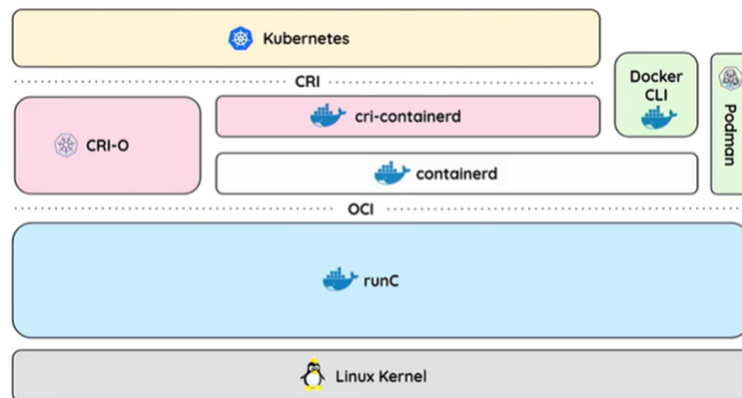 Kubernetes
CRI
Docker
CLI
Podman
CRI-O
cri-containerd
containerd
OCI
runC
Linux Kernel